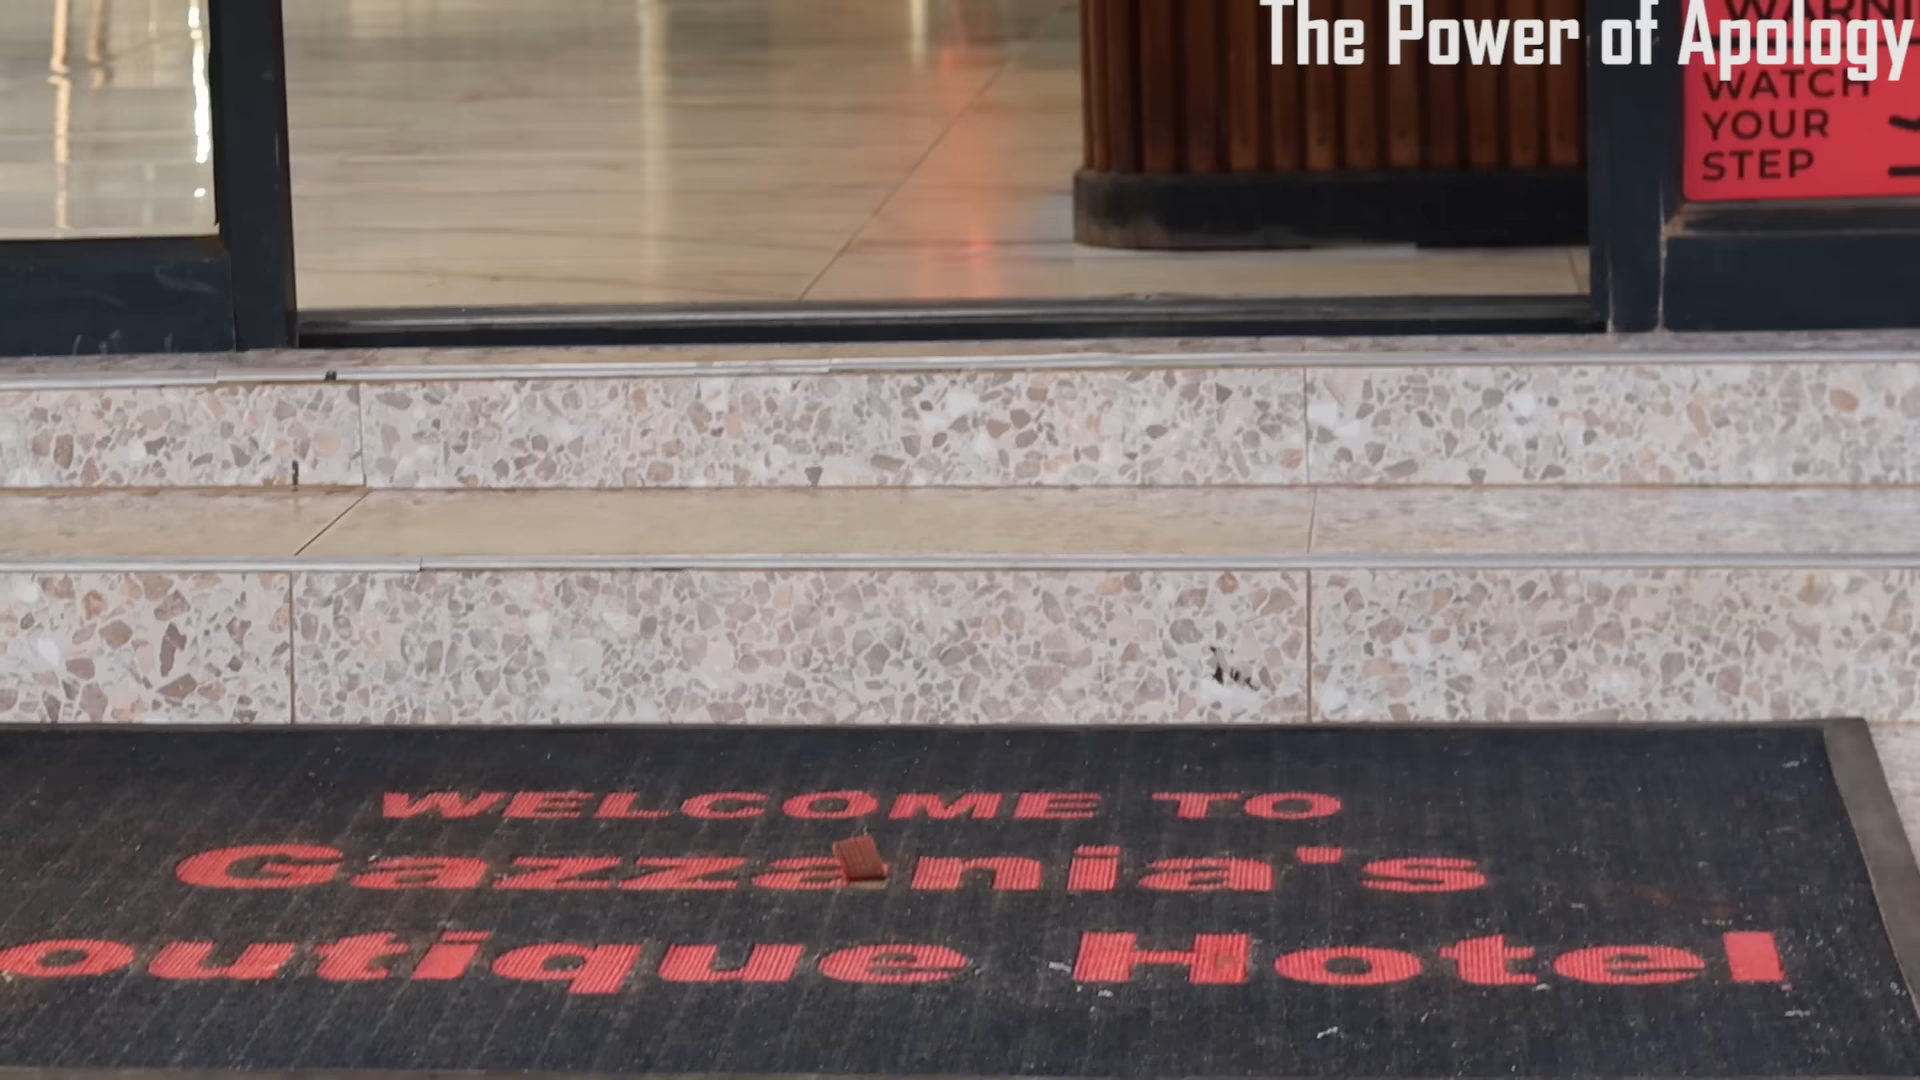 The Power of Apology
WATCH
YOUR
STEP
WELCOME TO
Gazzania's
outique Hotel